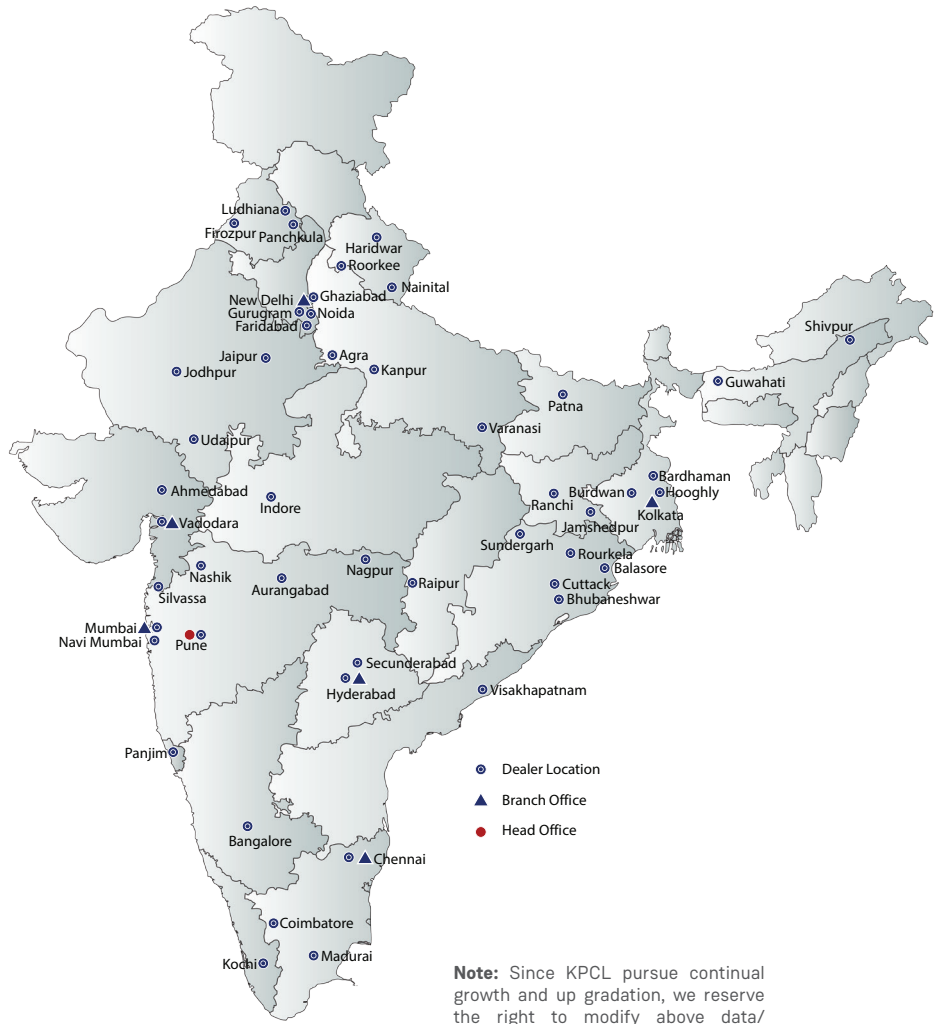 Ludhiana
Firozpur
Panchkula
Haridwar
Roorkee
Nainital
New Delhi
Ghaziabad
Gurugram
Noida
Faridabad
Shivpur
Jaipur
Agra
Jodhpur
Kanpur
Guwahati
Patna
Varanasi
Udaipur
Bardhaman
Ahmedabad
Burdwan
Hooghly
Indore
Ranchi
Kolkata
Vadodara
Jamshedpur
Sundergarh
Rourkela
Balasore
Nashik
Nagpur
Aurangabad
Raipur
Cuttack
Silvassa
Bhubaneshwar
Mumbai
Navi Mumbai
Pune
Secunderabad
Hyderabad
Visakhapatnam
Panjim
Dealer Location
Branch Office
Head Office
Bangalore
Chennai
Coimbatore
Madurai
Kochi
Note: Since KPCL pursue continual
growth and up gradation, we reserve
the right to modify above data/